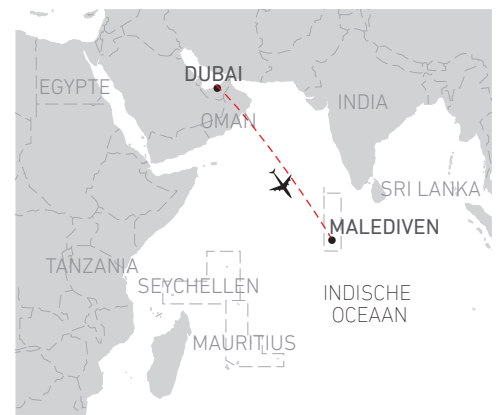 DUBAI
EGYPTE
INDIA
OMAN
SRI LANKA
MALEDIVEN
TANZANIA
SEYCHELLEN
INDISCHE
OCEAAN
MAURITIUS